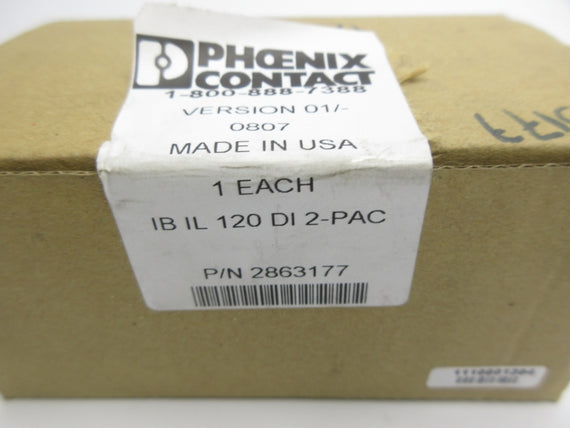 PHŒNIX
CONTACT
1-800-888-7388
VERSION 01/-
0807
MADE IN USA
1 EACH
IB IL 120 DI 2-PAC
P/N 2863177